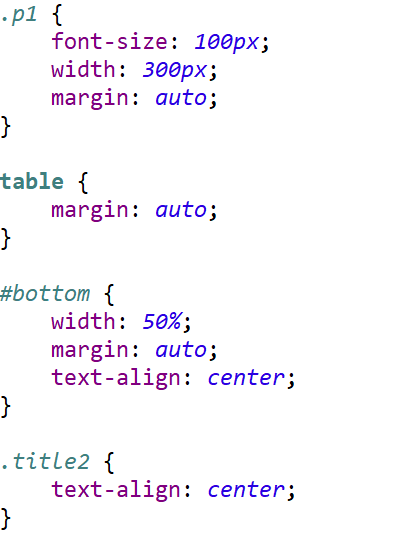 .p1 {
    font-size: 100px;
    width: 300px;
    margin: auto;
}

table {
    margin: auto;
}

#bottom {
    width: 50%;
    margin: auto;
    text-align: center;
}

.title2 {
    text-align: center;
}